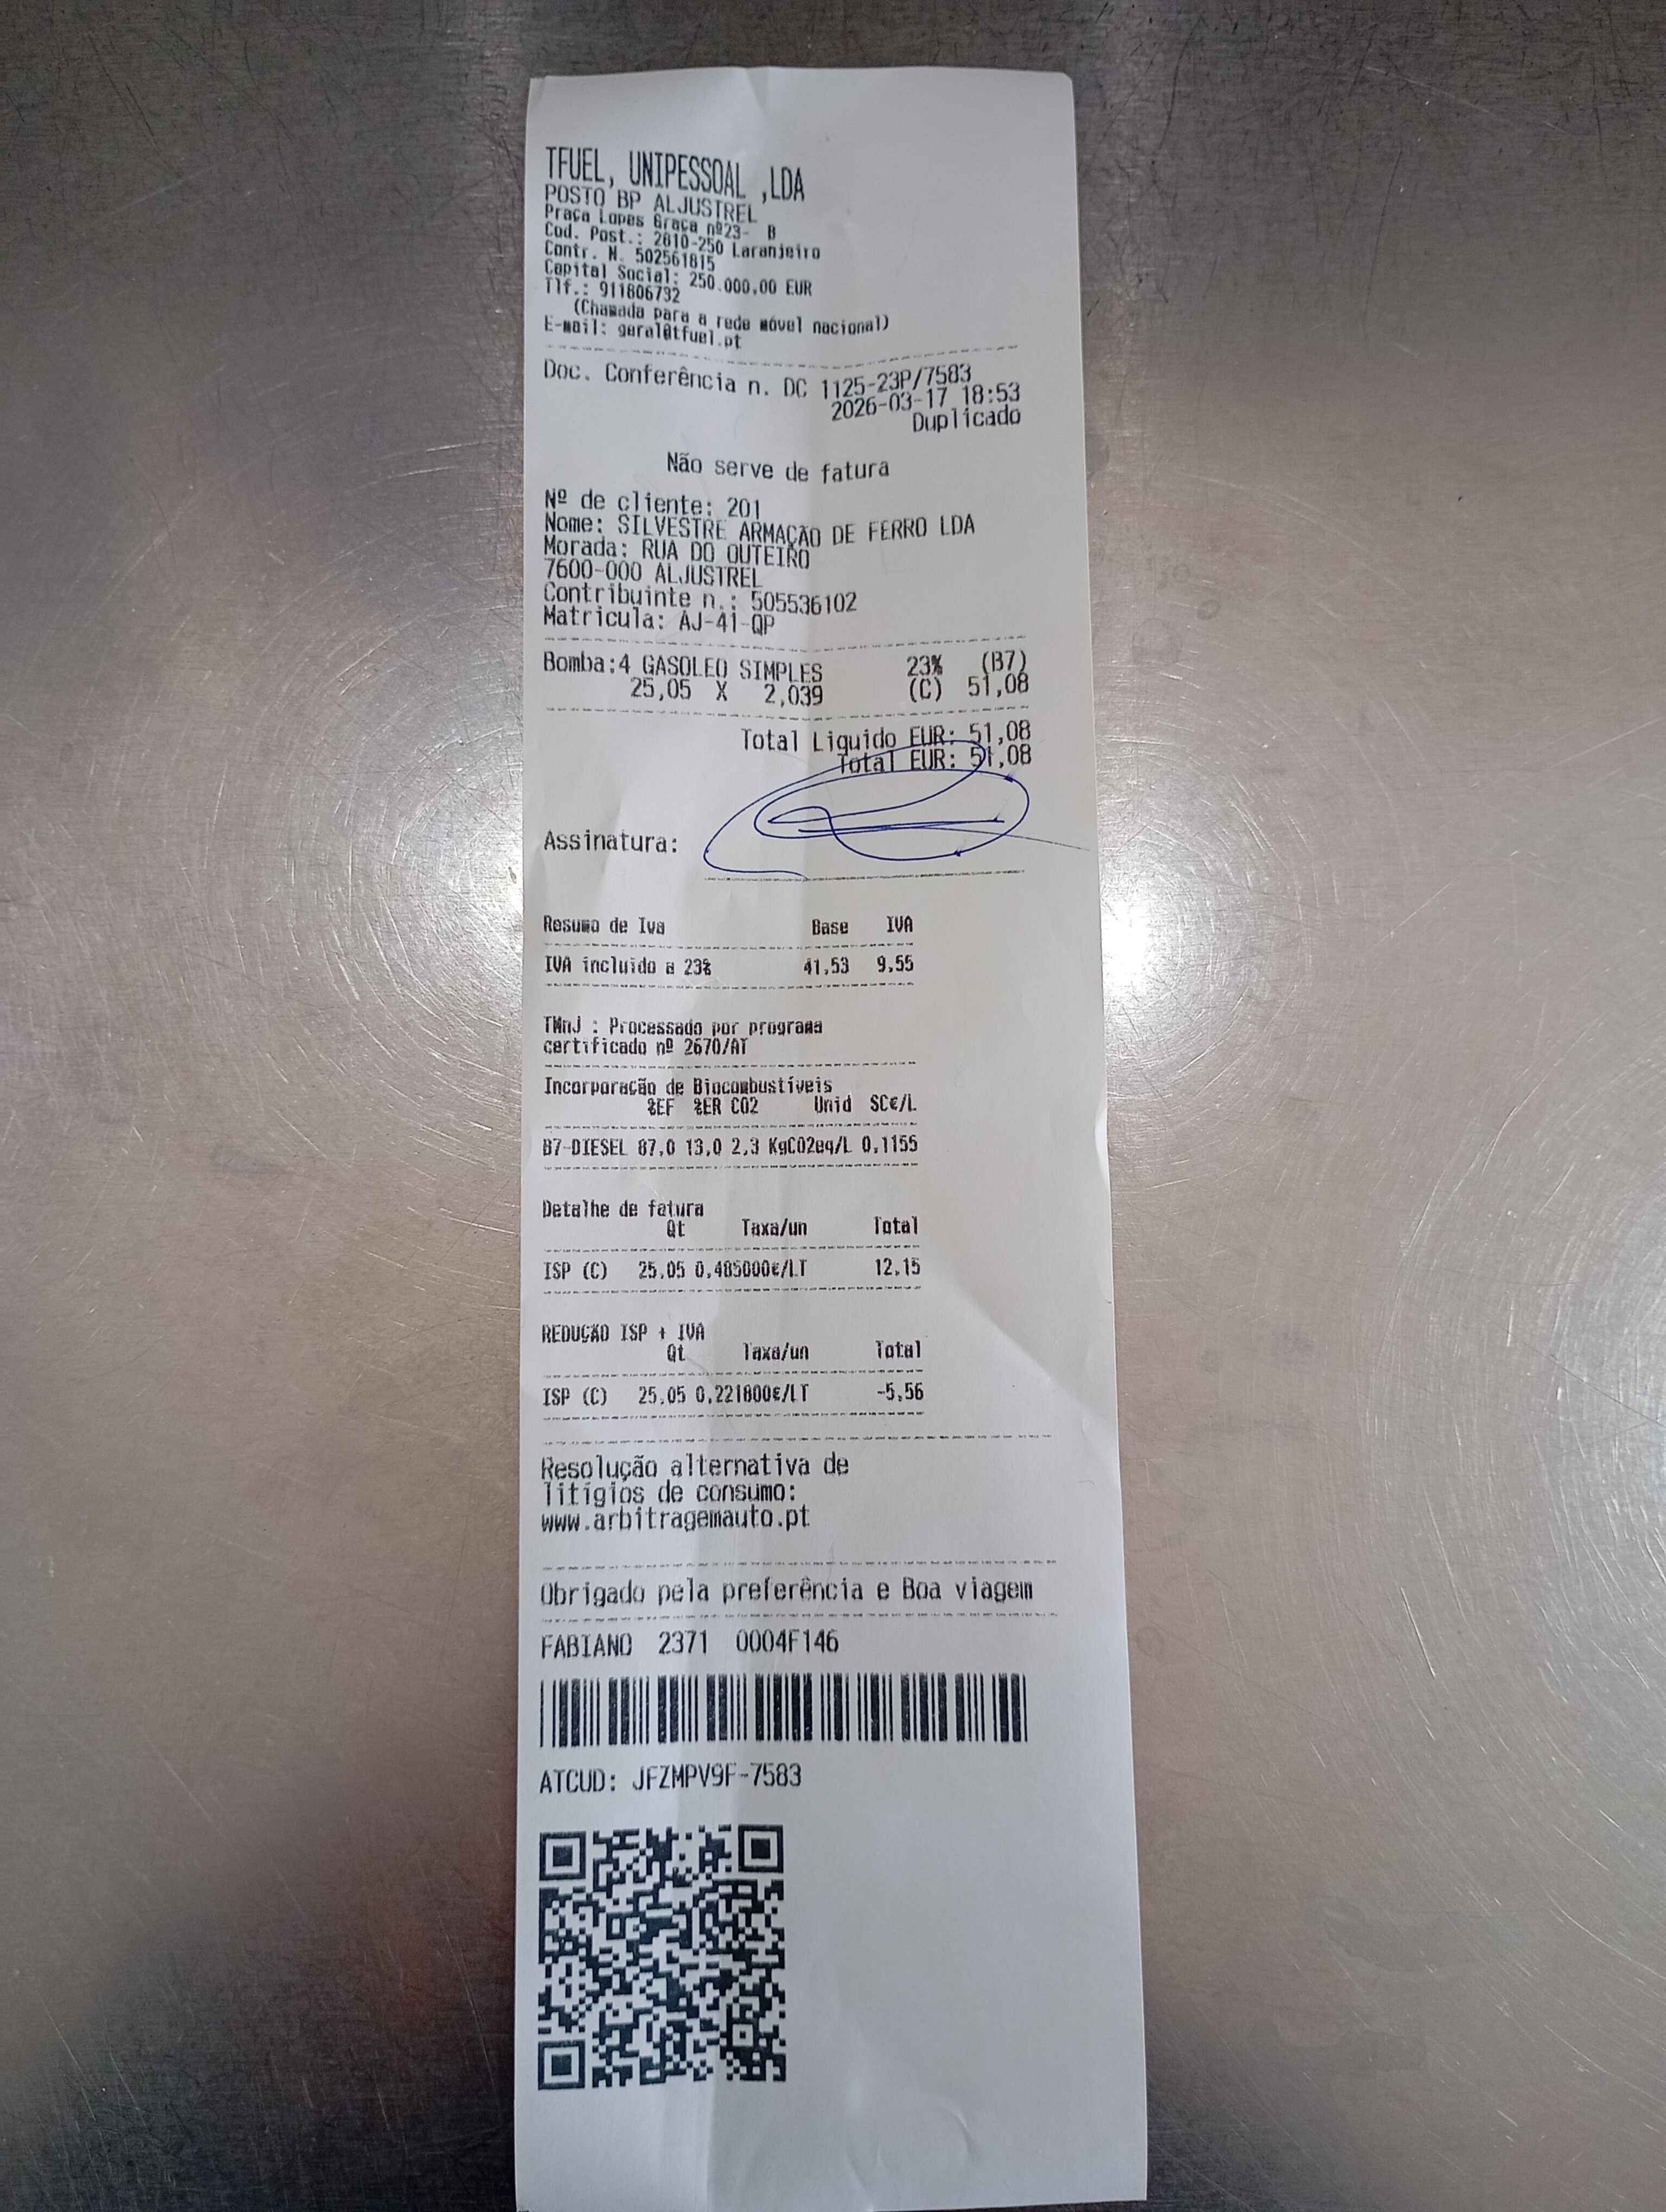 TFUEL, UNIPESSOAL ,LDA
POSTO BP ALJUSTREL
Praça Lopes Graça nº23- B
Cod. Post.: 2810-250 Laranjeiro
Contr. N. 502561815
Capital Social: 250.000,00 EUR
Tlf.: 911806732
(Chamada para a rede móvel nacional)
E-mail: geral@tfuel.pt
Doc. Conferência n. DC 1125-23P/7583
2026-03-17 18:53
Duplicado
Não serve de fatura
Nº de cliente: 201
Nome: SILVESTRE ARMAÇÃO DE FERRO LDA
Morada: RUA DO OUTEIRO
7600-000 ALJUSTREL
Contribuinte n.: 505536102
Matricula: AJ-41-QP
Bomba:4 GASOLEO SIMPLES 23% (B7)
25,05 X 2,039 (C) 51,08
Total Liquido EUR: 51,08
Total EUR: 51,08
Assinatura:
Resumo de Iva Base IVA
IVA incluído a 23% 41,53 9,55
TMnJ : Processado por programa
certificado nº 2670/AT
Incorporação de Biocombustíveis
%EF %ER CO2 Unid SC€/L
B7-DIESEL 87,0 13,0 2,3 KgCO2eq/L 0,1155
Detalhe de fatura
Qt Taxa/un Total
ISP (C) 25,05 0,485000€/LT 12,15
REDUÇÃO ISP + IVA
Qt Taxa/un Total
ISP (C) 25,05 0,221800€/LT -5,56
Resolução alternativa de
litígios de consumo:
www.arbitragemauto.pt
Obrigado pela preferência e Boa viagem
FABIANO 2371 0004F146
ATCUD: JFZMPV9F-7583